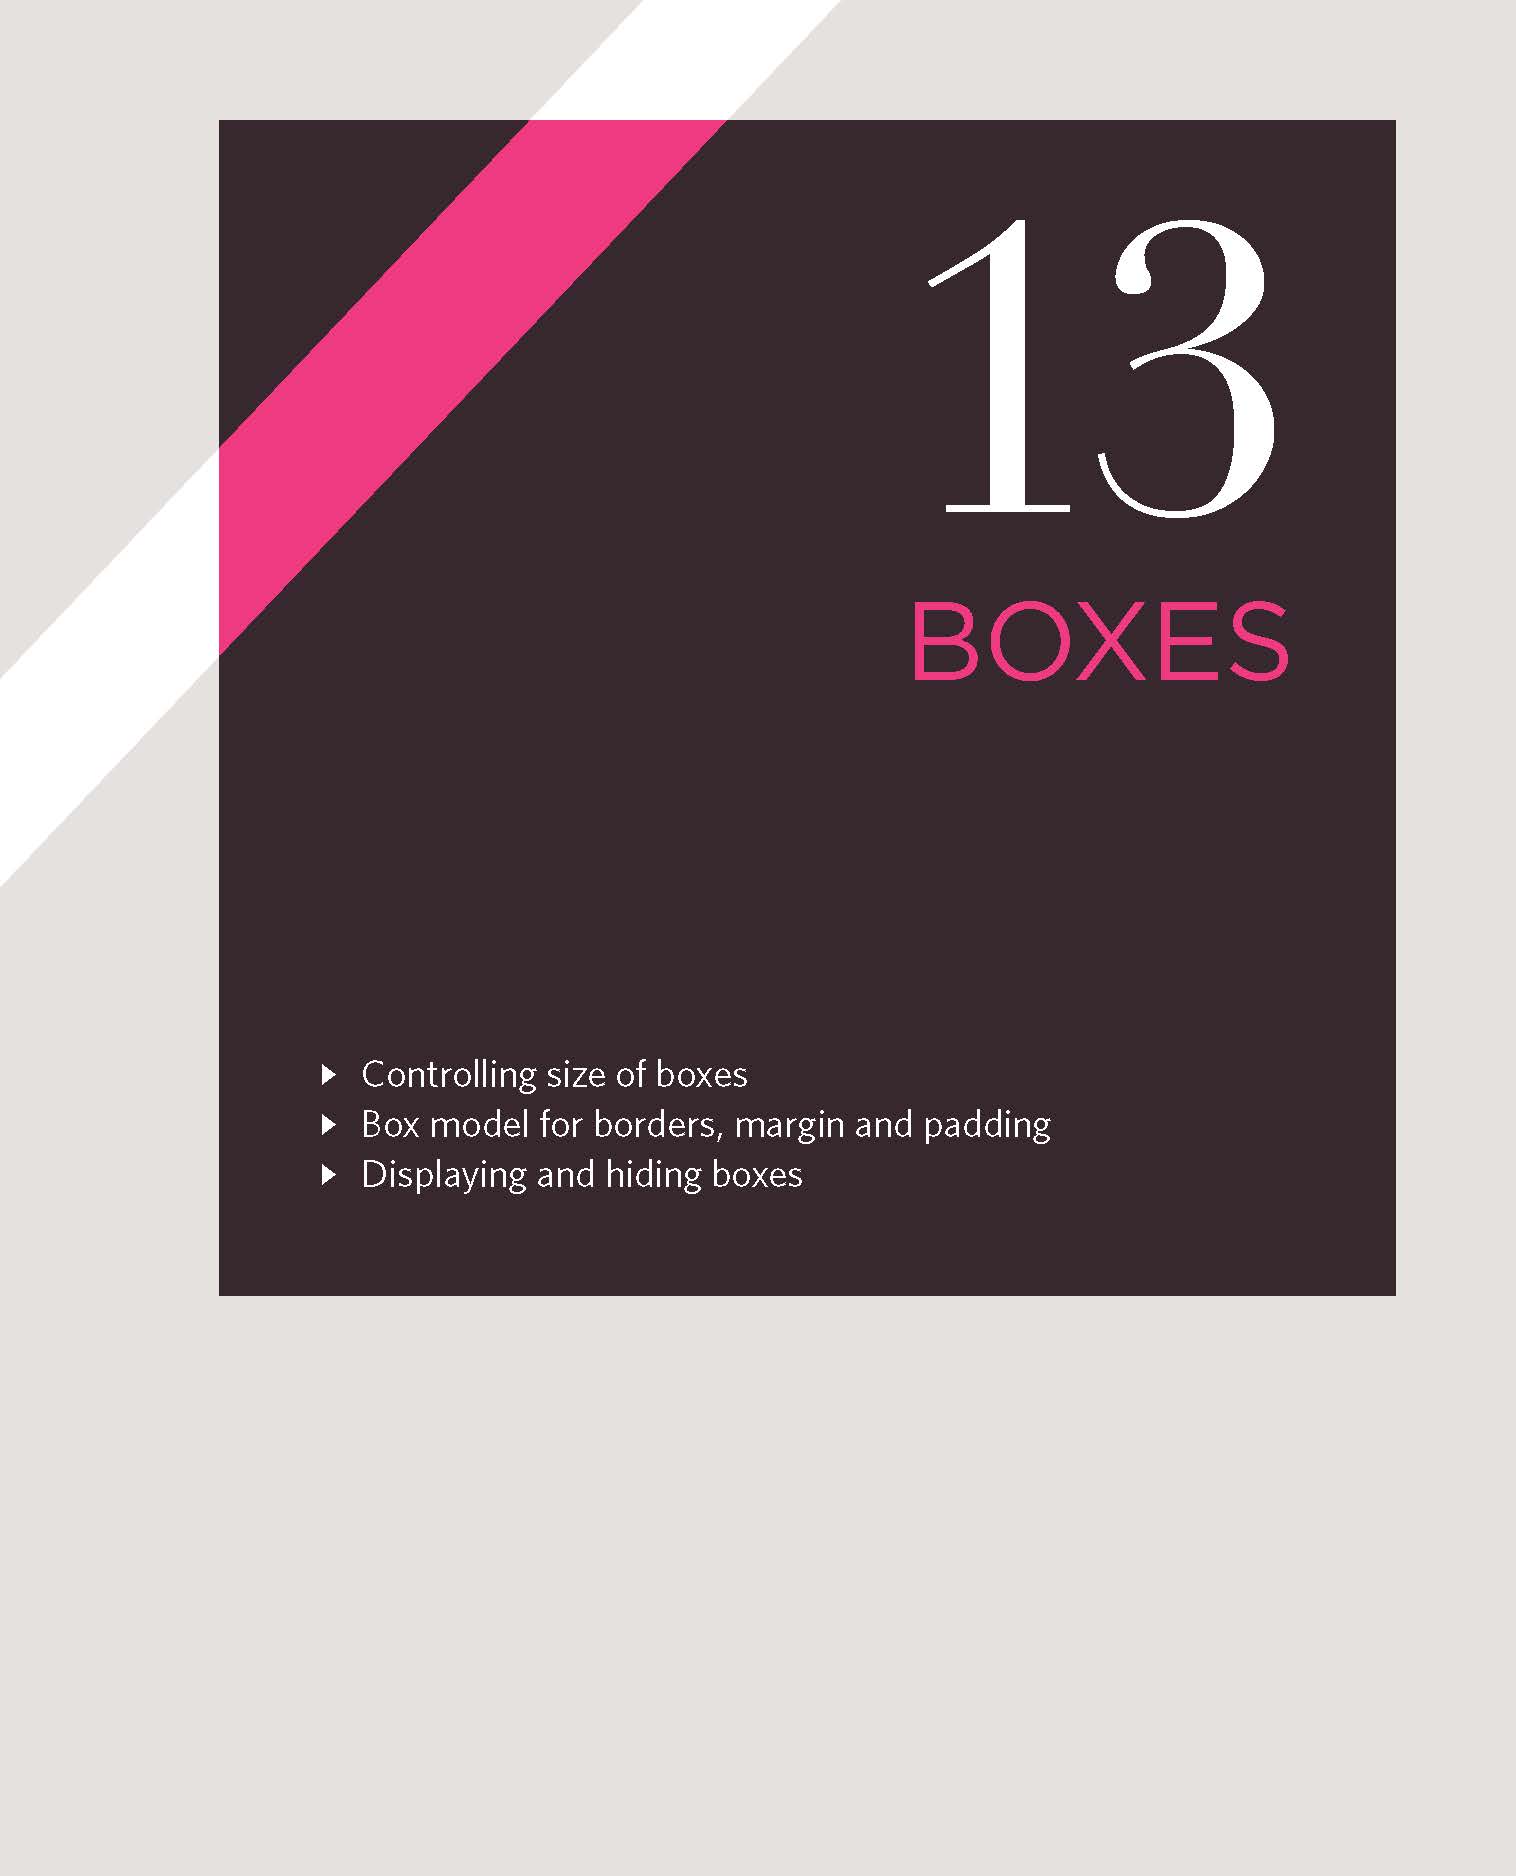 13
BOXES
▶ Controlling size of boxes
▶ Box model for borders, margin and padding
▶ Displaying and hiding boxes